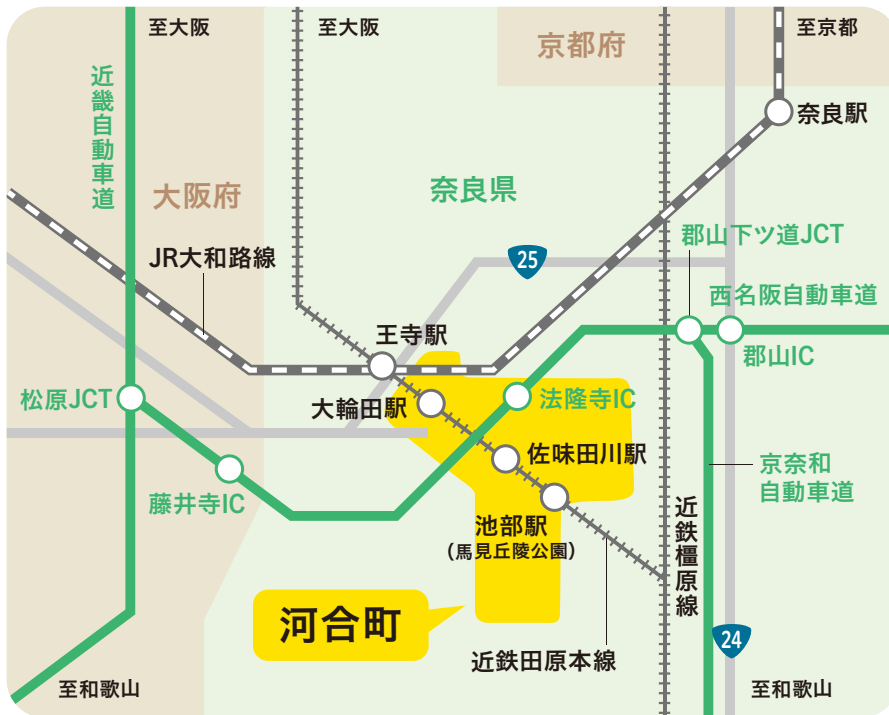 至大阪
至大阪
京都府
至京都
近畿自動車道
奈良駅
大阪府
奈良県
郡山下ツ道JCT
JR大和路線
25
西名阪自動車道
王寺駅
郡山IC
松原JCT
大輪田駅
法隆寺IC
佐味田川駅
京奈和
自動車道
藤井寺IC
池部駅
(馬見丘陵公園)
近鉄橿原線
河合町
24
近鉄田原本線
至和歌山
至和歌山